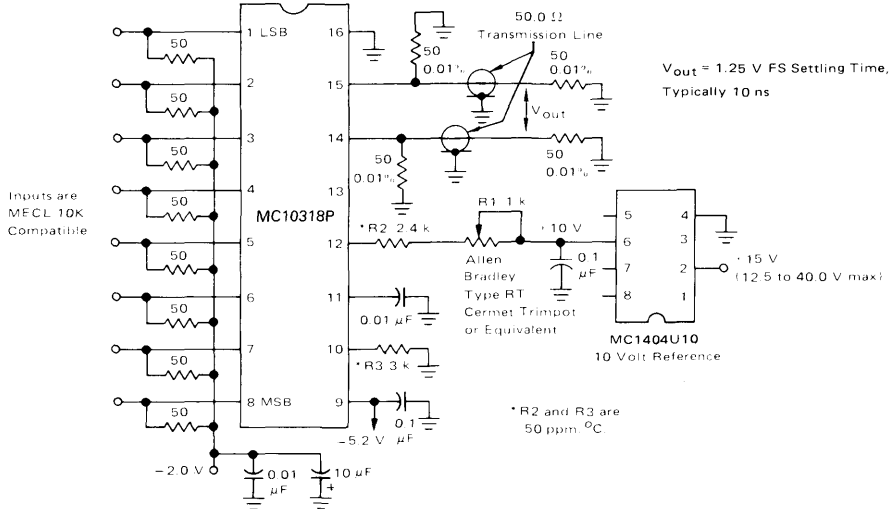 50.0 Ω
Transmission Line
1 LSB
16
50
50
0.01%
50
0.01%
Vout = 1.25 V FS Settling Time,
Typically 10 ns
2
15
50
Vout
3
14
50
50
0.01%
50
0.01%
Inputs are
MECL 10K
Compatible
4
13
50
MC10318P
*R2 2.4 k
R1 1 k
+10 V
5
12
50
Allen
Bradley
Type RT
Cermet Trimpot
or Equivalent
0.1
μF
5
4
6
3
7
2
8
1
+15 V
(12.5 to 40.0 V max)
MC1404U10
10 Volt Reference
6
11
50
0.01 μF
7
10
50
*R3 3 k
8 MSB
9
50
0.1
μF
-5.2 V
*R2 and R3 are
50 ppm. °C.
-2.0 V
0.01
μF
10 μF
+